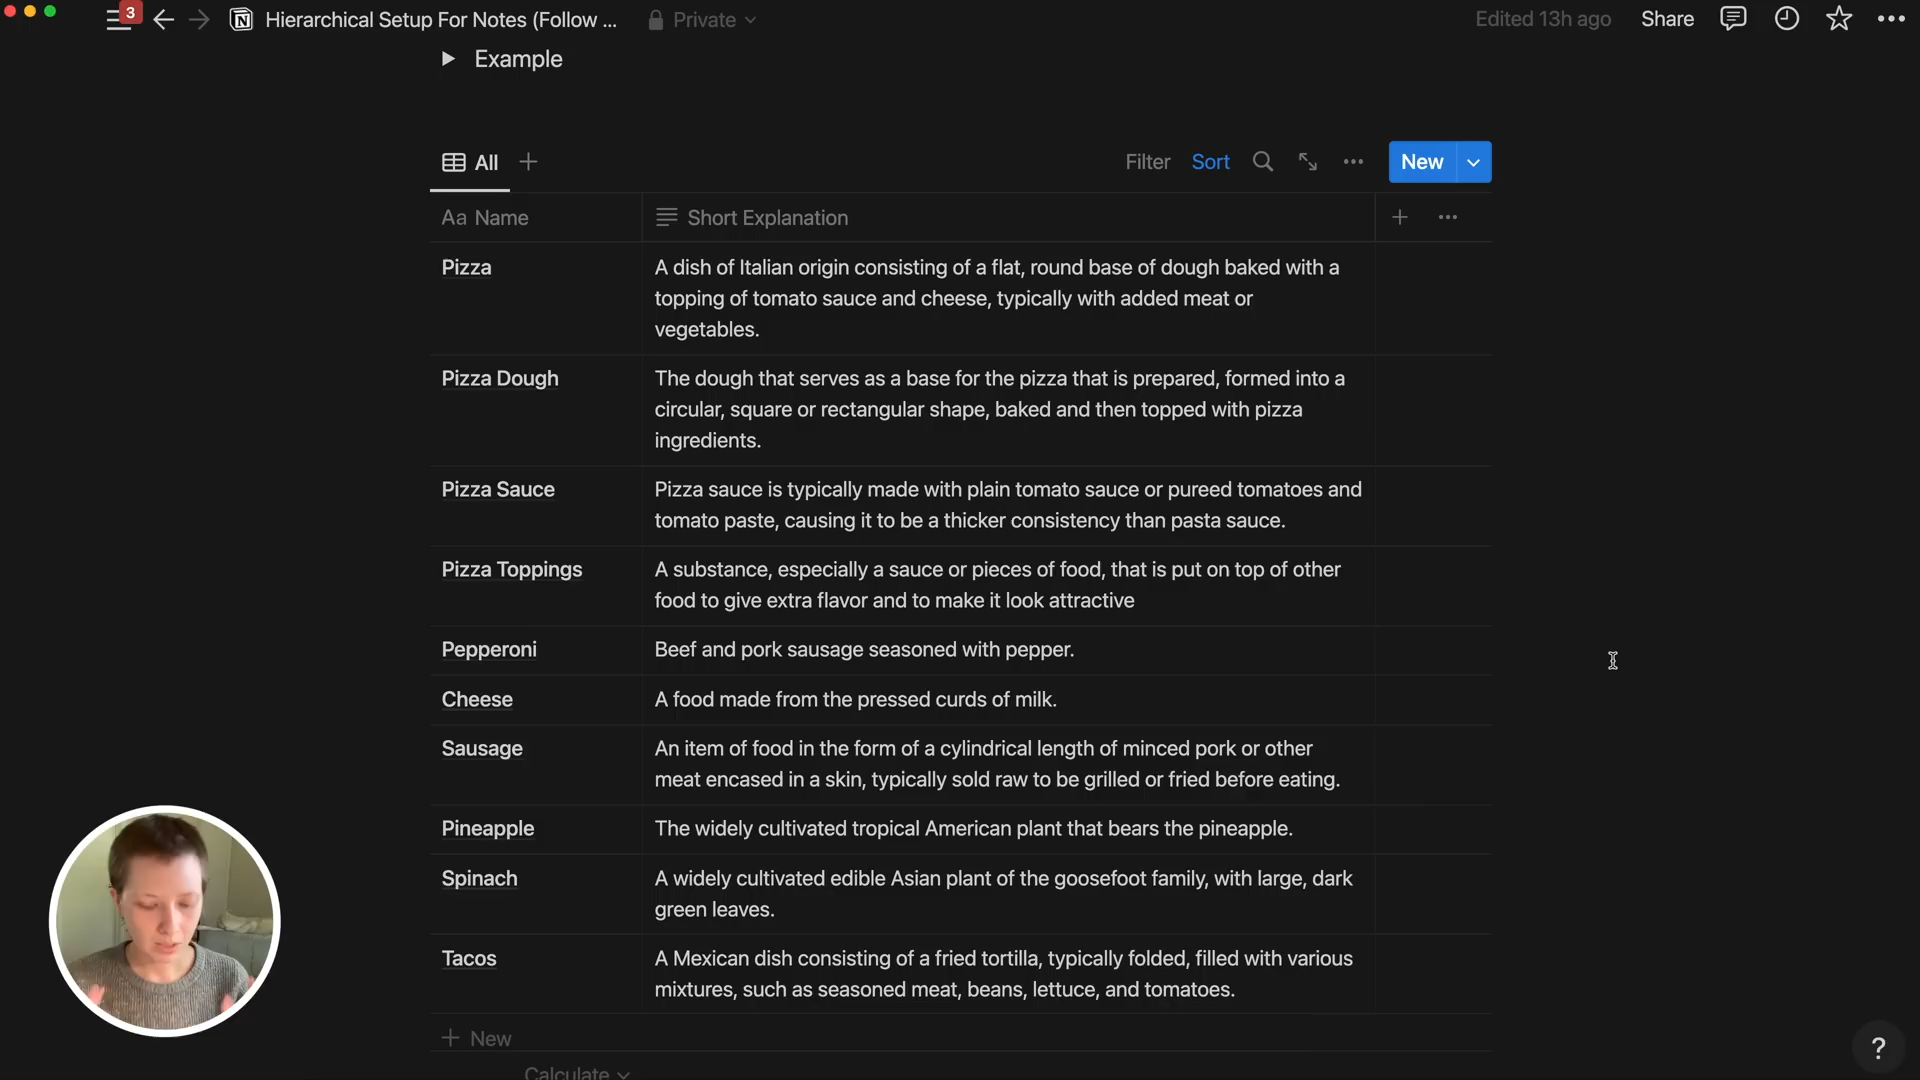 3
Hierarchical Setup For Notes (Follow ...
Private
Edited 13h ago
Share
Example
All
Filter
Sort
New
Aa Name
Short Explanation
Pizza
A dish of Italian origin consisting of a flat, round base of dough baked with a
topping of tomato sauce and cheese, typically with added meat or
vegetables.
Pizza Dough
The dough that serves as a base for the pizza that is prepared, formed into a
circular, square or rectangular shape, baked and then topped with pizza
ingredients.
Pizza Sauce
Pizza sauce is typically made with plain tomato sauce or pureed tomatoes and
tomato paste, causing it to be a thicker consistency than pasta sauce.
Pizza Toppings
A substance, especially a sauce or pieces of food, that is put on top of other
food to give extra flavor and to make it look attractive
Pepperoni
Beef and pork sausage seasoned with pepper.
Cheese
A food made from the pressed curds of milk.
Sausage
An item of food in the form of a cylindrical length of minced pork or other
meat encased in a skin, typically sold raw to be grilled or fried before eating.
Pineapple
The widely cultivated tropical American plant that bears the pineapple.
Spinach
A widely cultivated edible Asian plant of the goosefoot family, with large, dark
green leaves.
Tacos
A Mexican dish consisting of a fried tortilla, typically folded, filled with various
mixtures, such as seasoned meat, beans, lettuce, and tomatoes.
+ New
Calculate
?